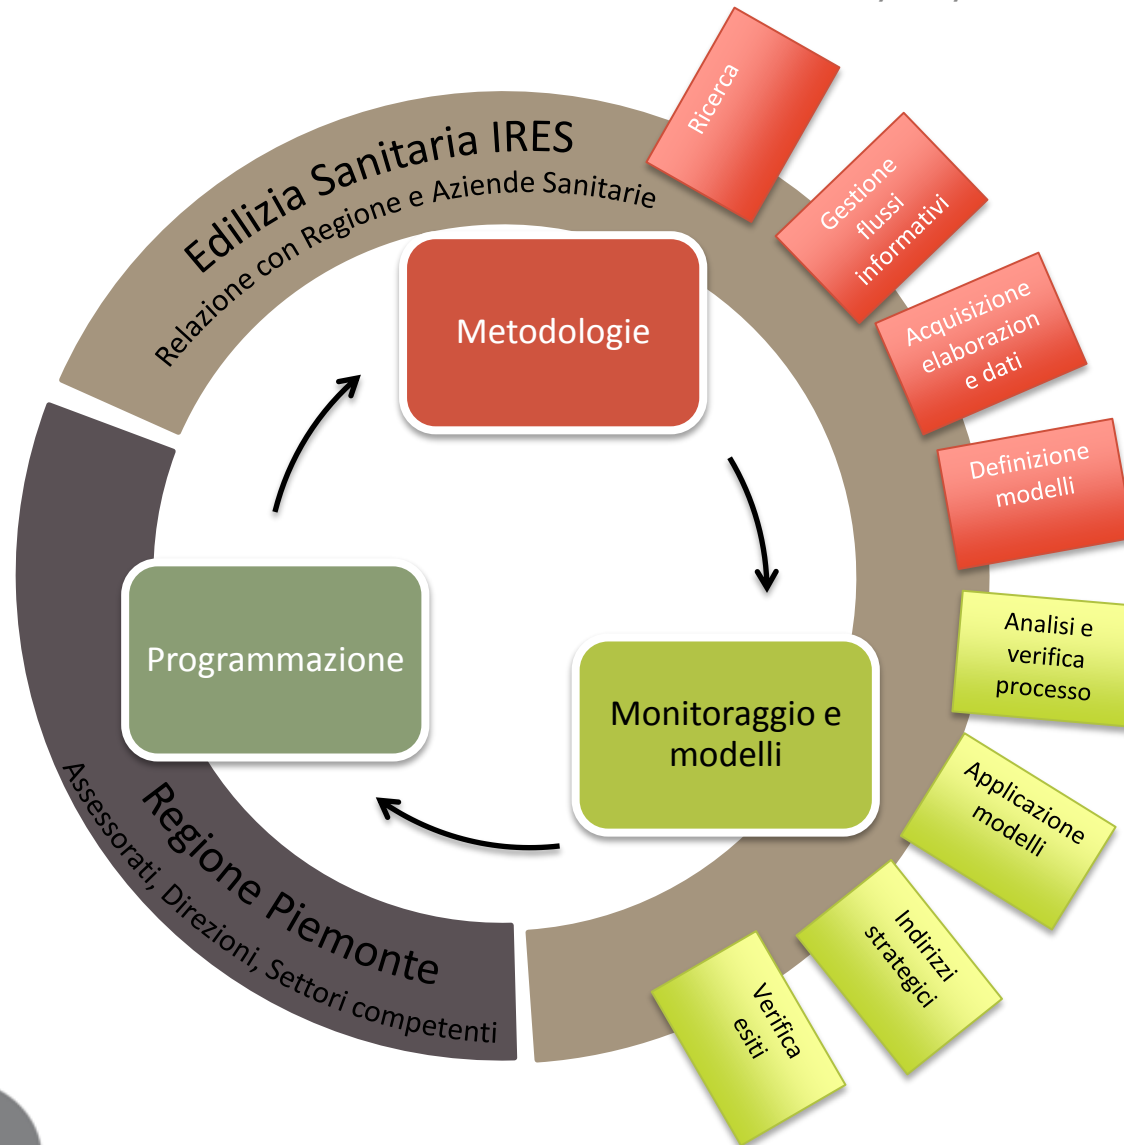 Edilizia Sanitaria IRES
Relazione con Regione e Aziende Sanitarie
Ricerca
Gestione
flussi
informativi
Acquisizione
elaborazion
e dati
Definizione
modelli
Analisi e
verifica
processo
Applicazione
modelli
Indirizzi
strategici
Verifica
esiti
Metodologie
Monitoraggio e
modelli
Programmazione
Regione Piemonte
Assessorati, Direzioni, Settori competenti